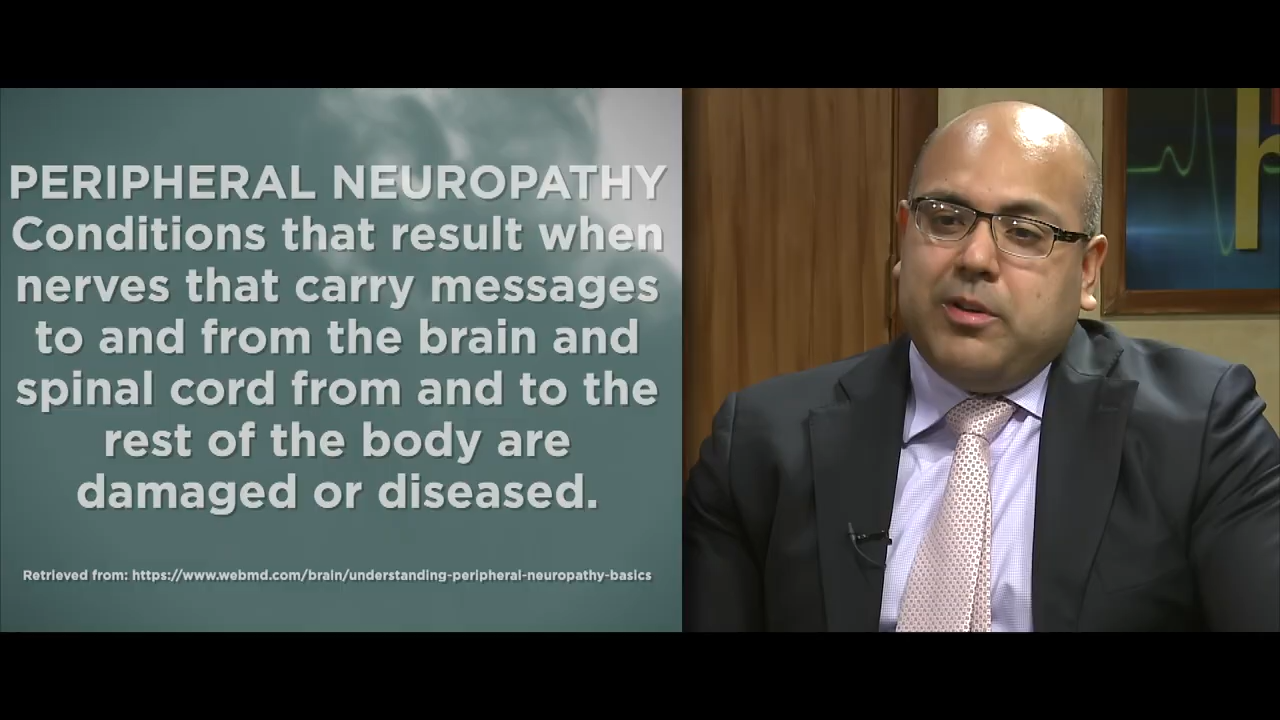 PERIPHERAL NEUROPATHY
Conditions that result when
nerves that carry messages
to and from the brain and
spinal cord from and to the
rest of the body are
damaged or diseased.
Retrieved from: https://www.webmd.com/brain/understanding-peripheral-neuropathy-basics